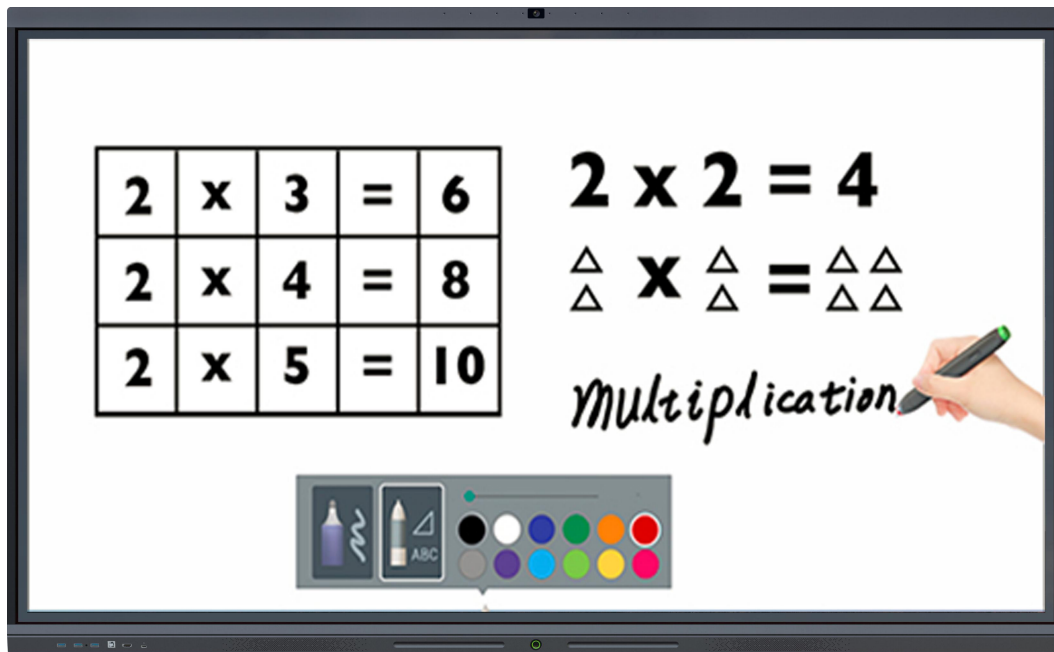 2 x 3 = 6
2 x 4 = 8
2 x 5 = 10
2 x 2 = 4
x =
multiplication
ABC